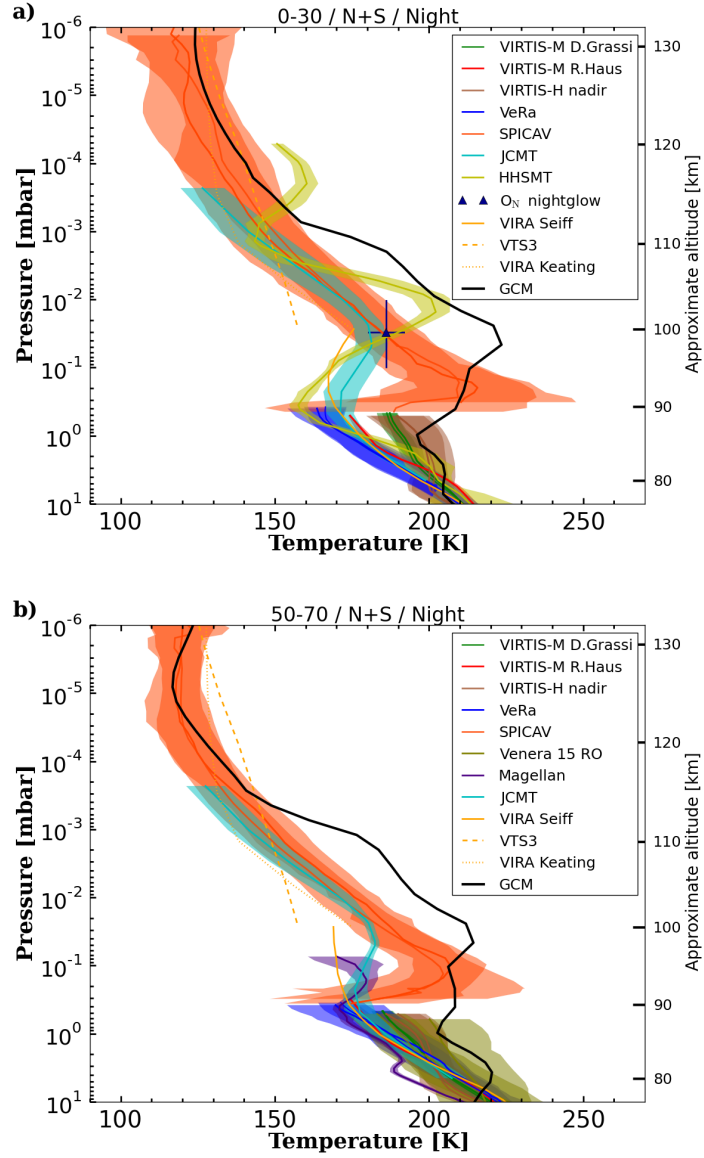 a)
0-30 / N+S / Night
10⁻⁶
10⁻⁵
10⁻⁴
10⁻³
10⁻²
10⁻¹
10⁰
10¹
Pressure [mbar]
VIRTIS-M D.Grassi
VIRTIS-M R.Haus
VIRTIS-H nadir
VeRa
SPICAV
JCMT
HHSMT
O_N nightglow
VIRA Seiff
VTS3
VIRA Keating
GCM
130
120
110
100
90
80
Approximate altitude [km]
100 150 200 250
Temperature [K]
b)
50-70 / N+S / Night
10⁻⁶
10⁻⁵
10⁻⁴
10⁻³
10⁻²
10⁻¹
10⁰
10¹
Pressure [mbar]
VIRTIS-M D.Grassi
VIRTIS-M R.Haus
VIRTIS-H nadir
VeRa
SPICAV
Venera 15 RO
Magellan
JCMT
VIRA Seiff
VTS3
VIRA Keating
GCM
130
120
110
100
90
80
Approximate altitude [km]
100 150 200 250
Temperature [K]